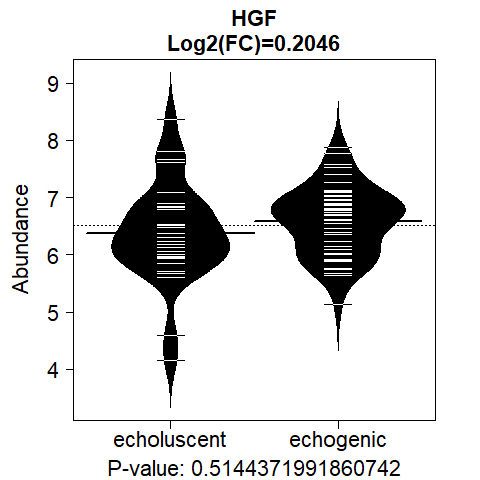 HGF
Log2(FC)=0.2046
9
8
7
6
5
4
Abundance
echoluscent echogenic
P-value: 0.5144371991860742